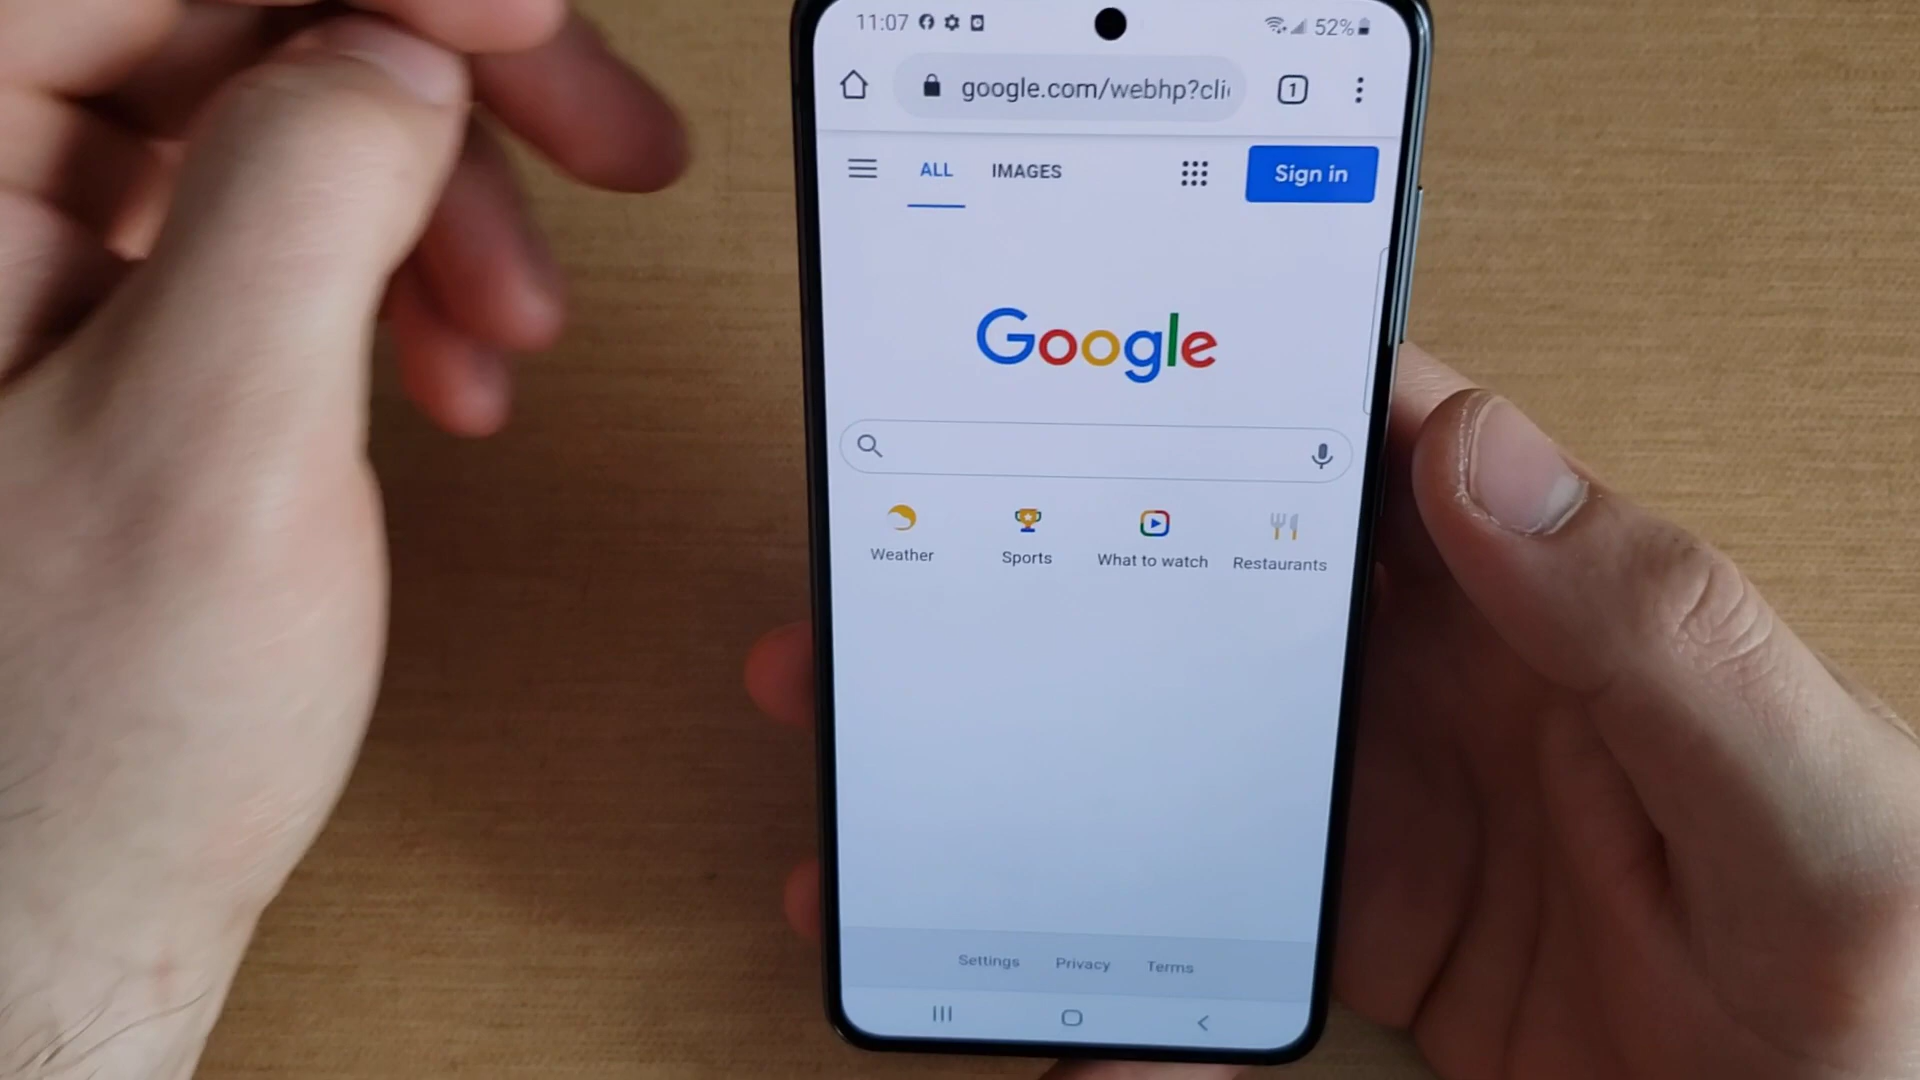 11:07 52%
google.com/webhp?cli 1
ALL IMAGES Sign in
Google
Weather Sports What to watch Restaurants
Settings Privacy Terms